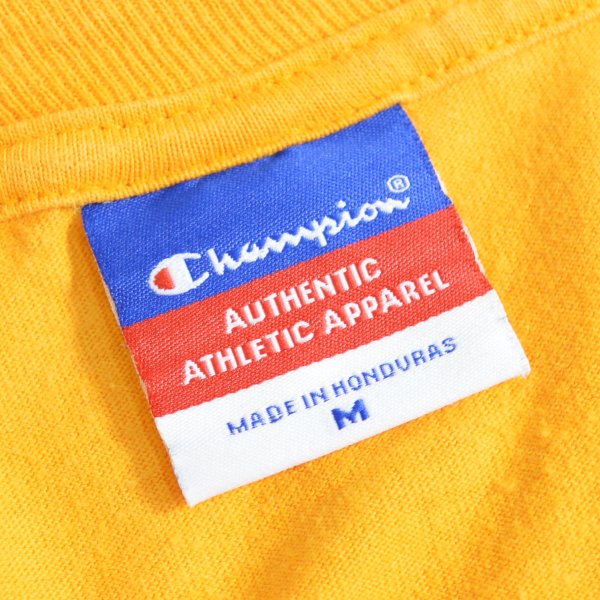 Champion®
AUTHENTIC
ATHLETIC APPAREL
MADE IN HONDURAS
M